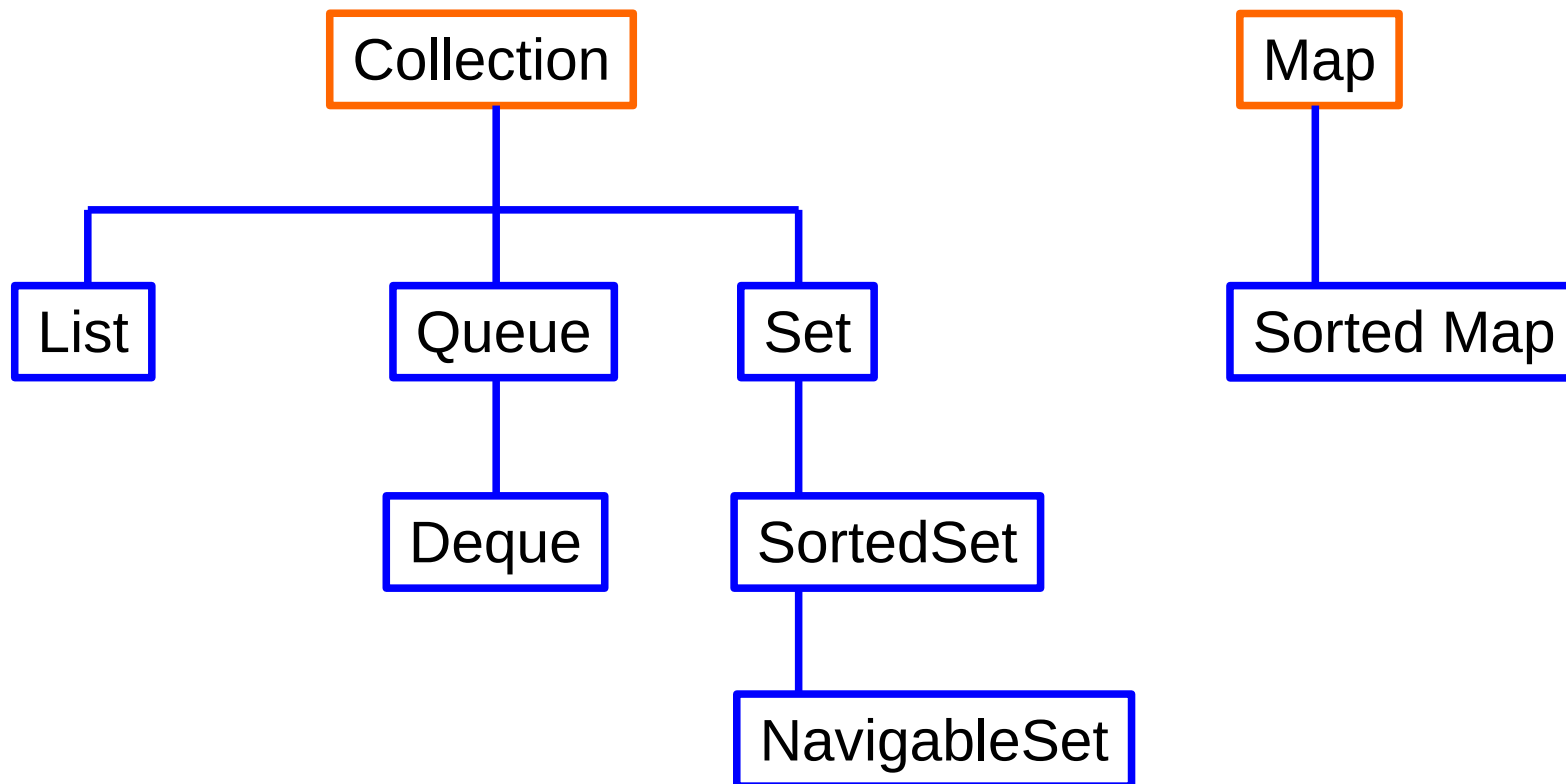 Collection
Map
List
Queue
Set
Sorted Map
Deque
SortedSet
NavigableSet